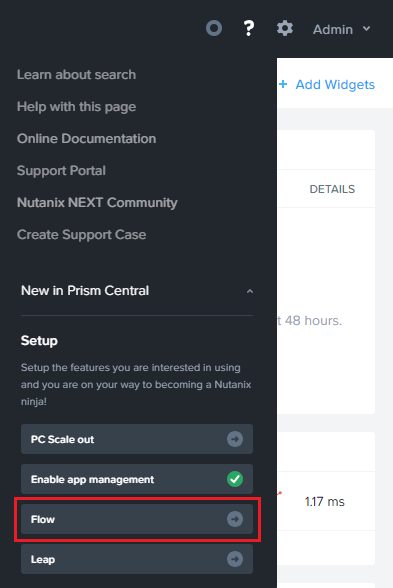 ?
Admin
Learn about search
+ Add Widgets
Help with this page
Online Documentation
Support Portal
DETAILS
Nutanix NEXT Community
Create Support Case
New in Prism Central
t 48 hours.
Setup
Setup the features you are interested in using
and you are on your way to becoming a Nutanix
ninja!
PC Scale out
Enable app management
1.17 ms
Flow
Leap